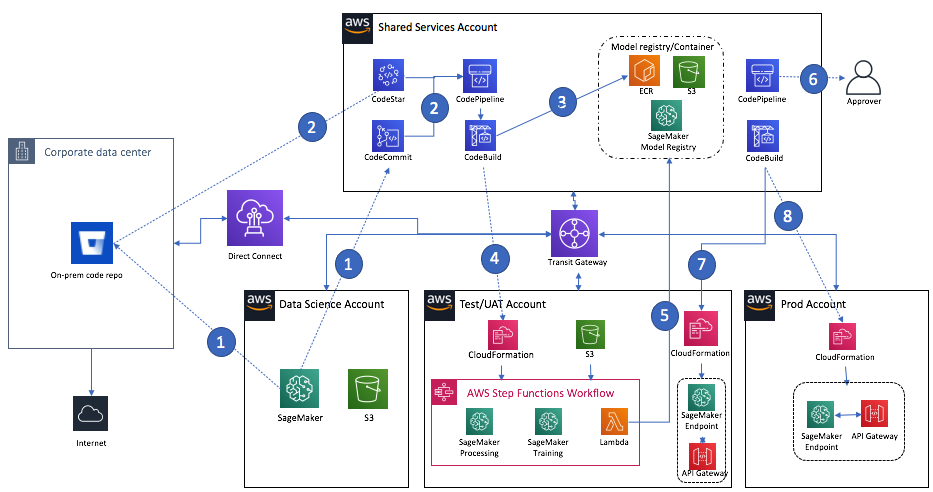 aws
Shared Services Account
Model registry/Container
CodeStar
CodePipeline
ECR
S3
CodePipeline
6
Approver
2
3
2
CodeCommit
CodeBuild
SageMaker
Model Registry
CodeBuild
Corporate data center
On-prem code repo
Direct Connect
Transit Gateway
1
4
7
8
aws
Data Science Account
aws
Test/UAT Account
aws
Prod Account
1
5
CloudFormation
S3
CloudFormation
CloudFormation
SageMaker
S3
AWS Step Functions Workflow
SageMaker
Processing
SageMaker
Training
Lambda
SageMaker
Endpoint
API Gateway
SageMaker
Endpoint
API Gateway
Internet